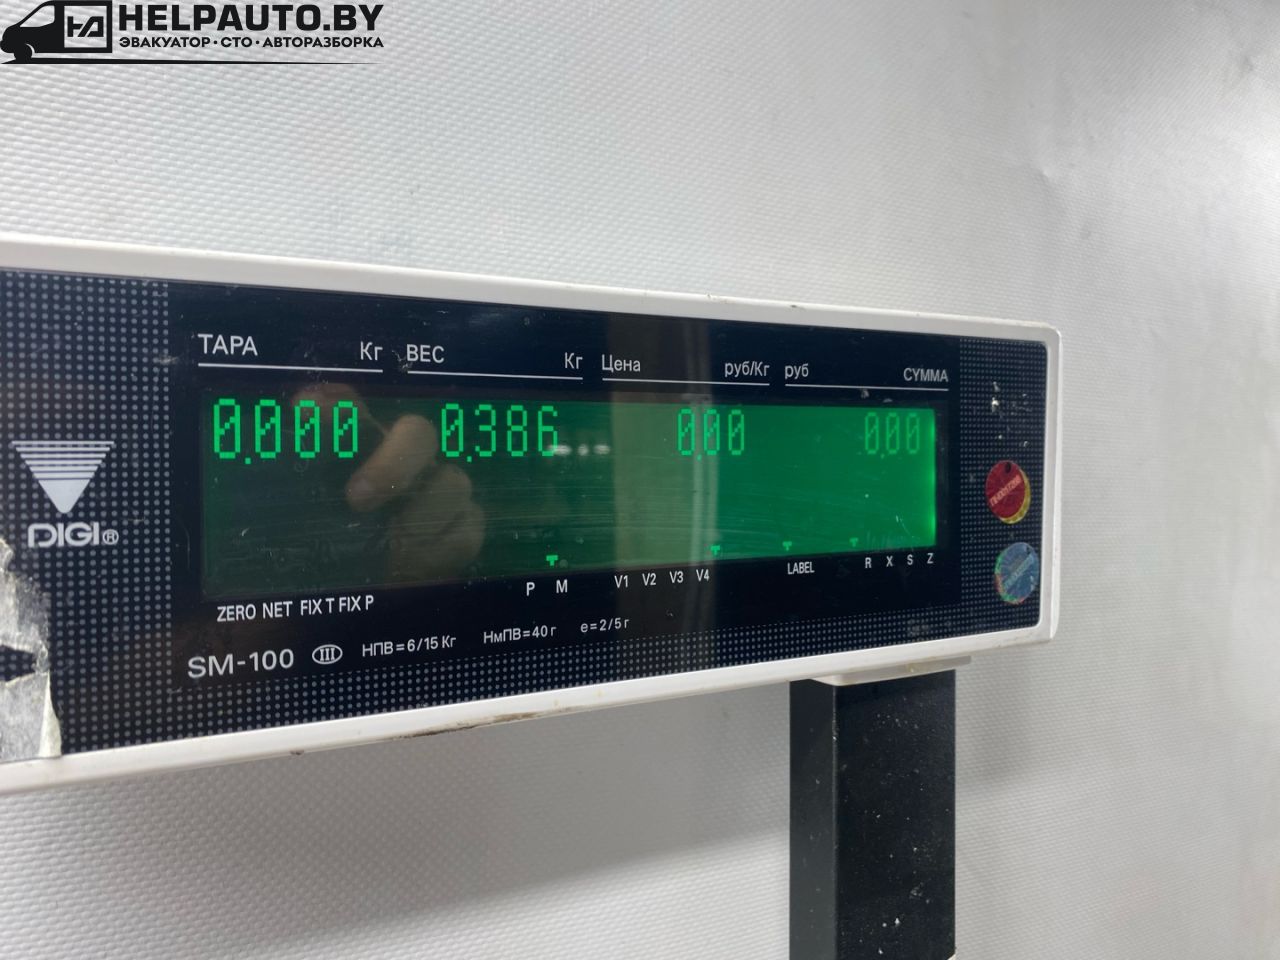 HELPAUTO.BY
ЭВАКУАТОР · СТО · АВТОРАЗБОРКА
ТАРА Кг ВЕС Кг Цена руб/Кг руб СУММА
0.000 0.386 0.00 0.00
DIGI®
P M V1 V2 V3 V4 LABEL R X S Z
ZERO NET FIX T FIX P
SM-100 III НПВ=6/15 Кг НмПВ=40 г e=2/5 г